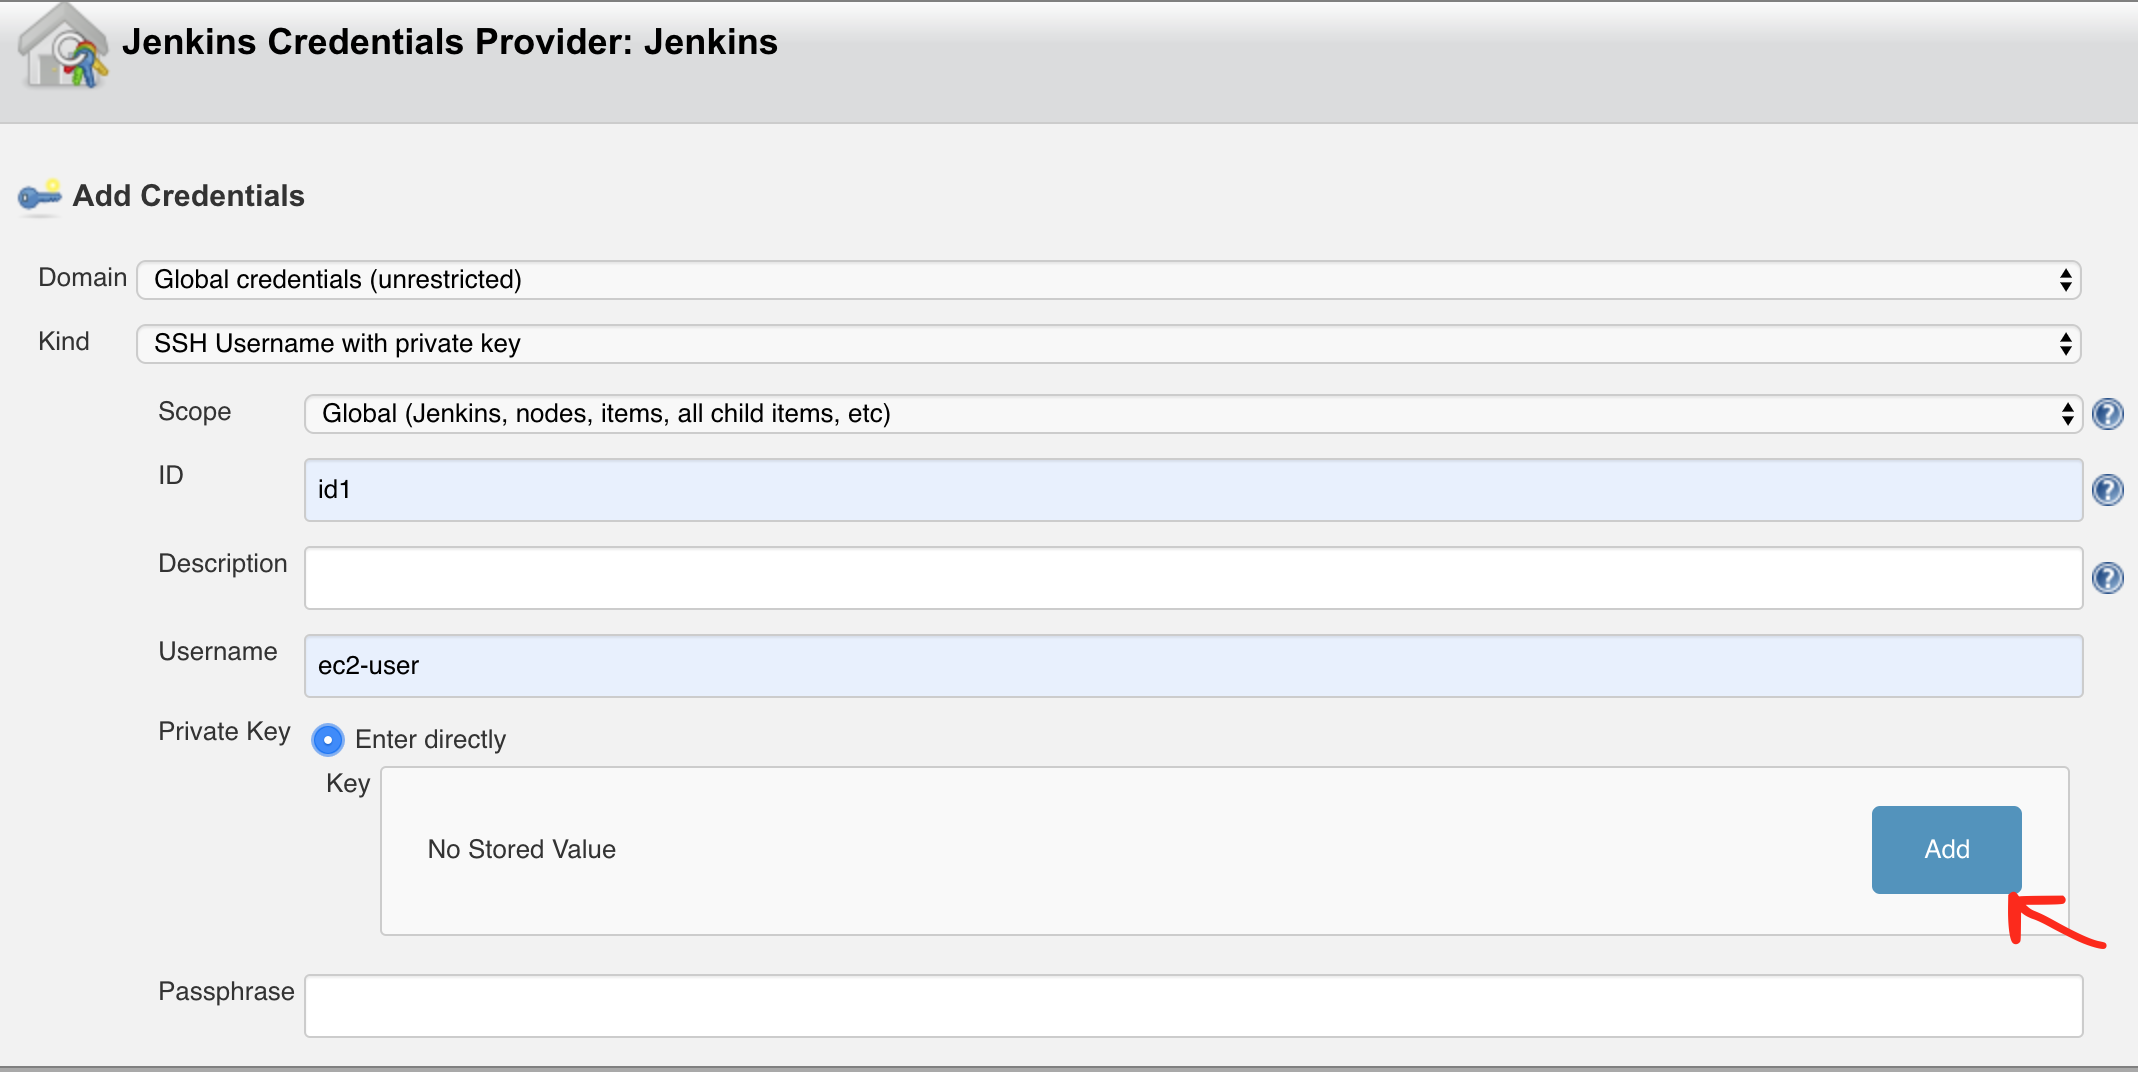 Jenkins Credentials Provider: Jenkins
Add Credentials
Domain Global credentials (unrestricted)
Kind SSH Username with private key
Scope Global (Jenkins, nodes, items, all child items, etc)
ID id1
Description
Username ec2-user
Private Key Enter directly
Key
No Stored Value Add
Passphrase